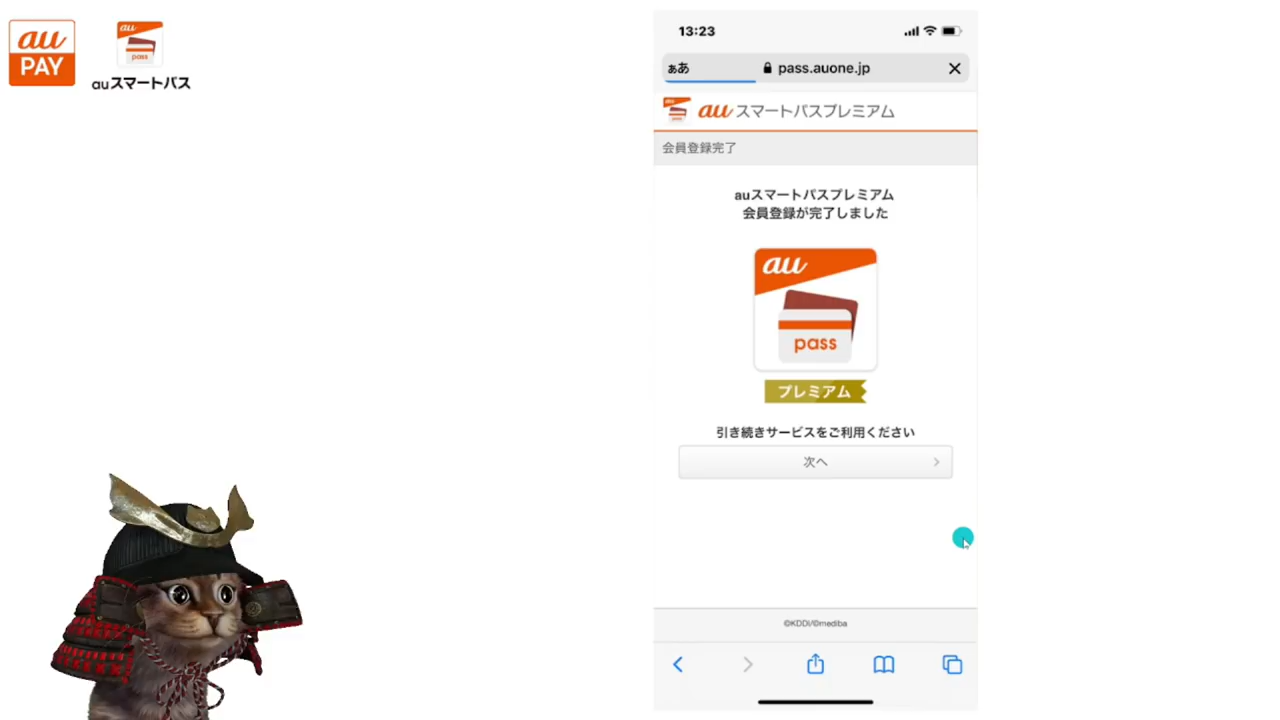 au
PAY
au
pass
auスマートパス
13:23
ぁあ
pass.auone.jp
au スマートパスプレミアム
会員登録完了
auスマートパスプレミアム
会員登録が完了しました
au
pass
プレミアム
引き続きサービスをご利用ください
次へ
©KDDI/©mediba